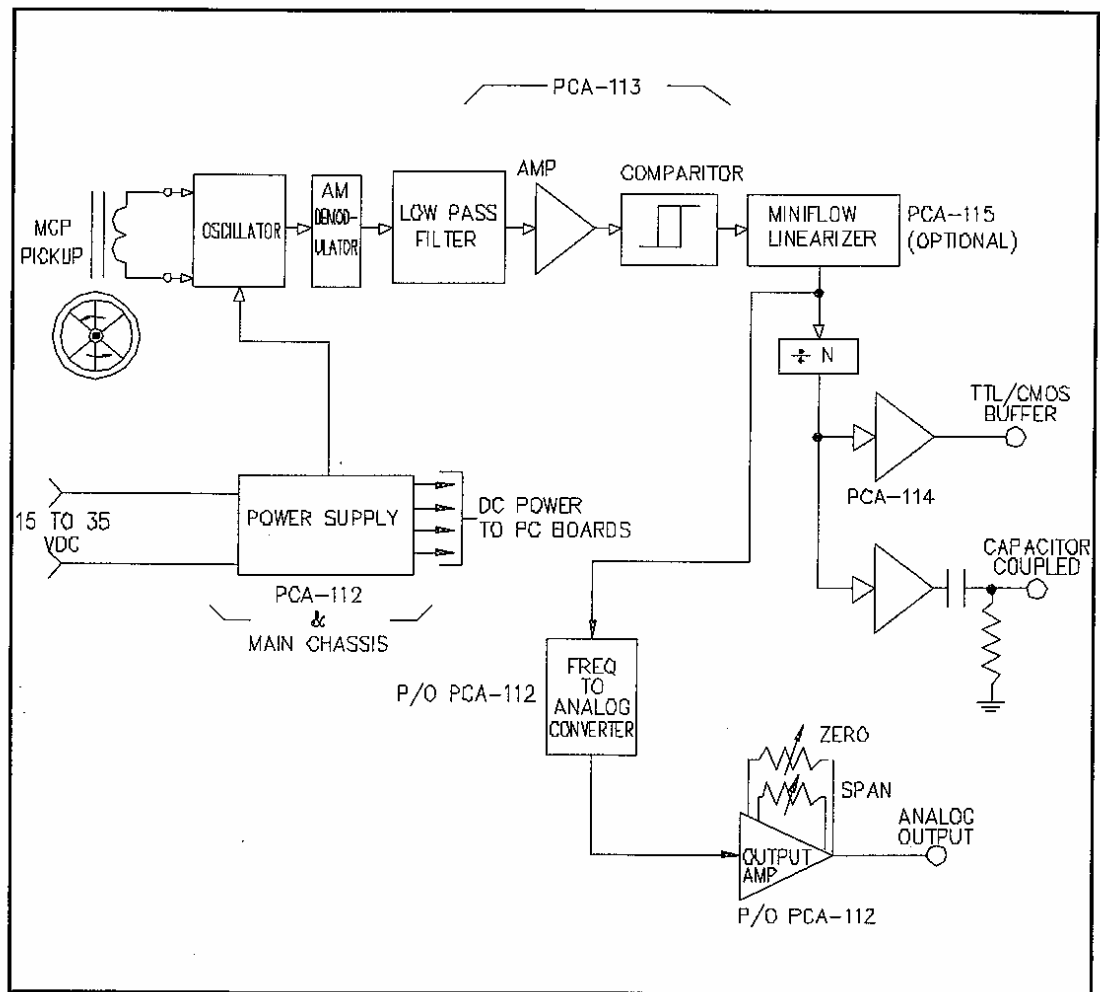 PCA-113
MCP
PICKUP
OSCILLATOR
AM
DEMOD-
ULATOR
LOW PASS
FILTER
AMP
COMPARITOR
MINIFLOW
LINEARIZER
PCA-115
(OPTIONAL)
÷ N
TTL/CMOS
BUFFER
PCA-114
15 TO 35
VDC
POWER SUPPLY
DC POWER
TO PC BOARDS
PCA-112
&
MAIN CHASSIS
CAPACITOR
COUPLED
P/O PCA-112
FREQ
TO
ANALOG
CONVERTER
ZERO
SPAN
OUTPUT
AMP
ANALOG
OUTPUT
P/O PCA-112